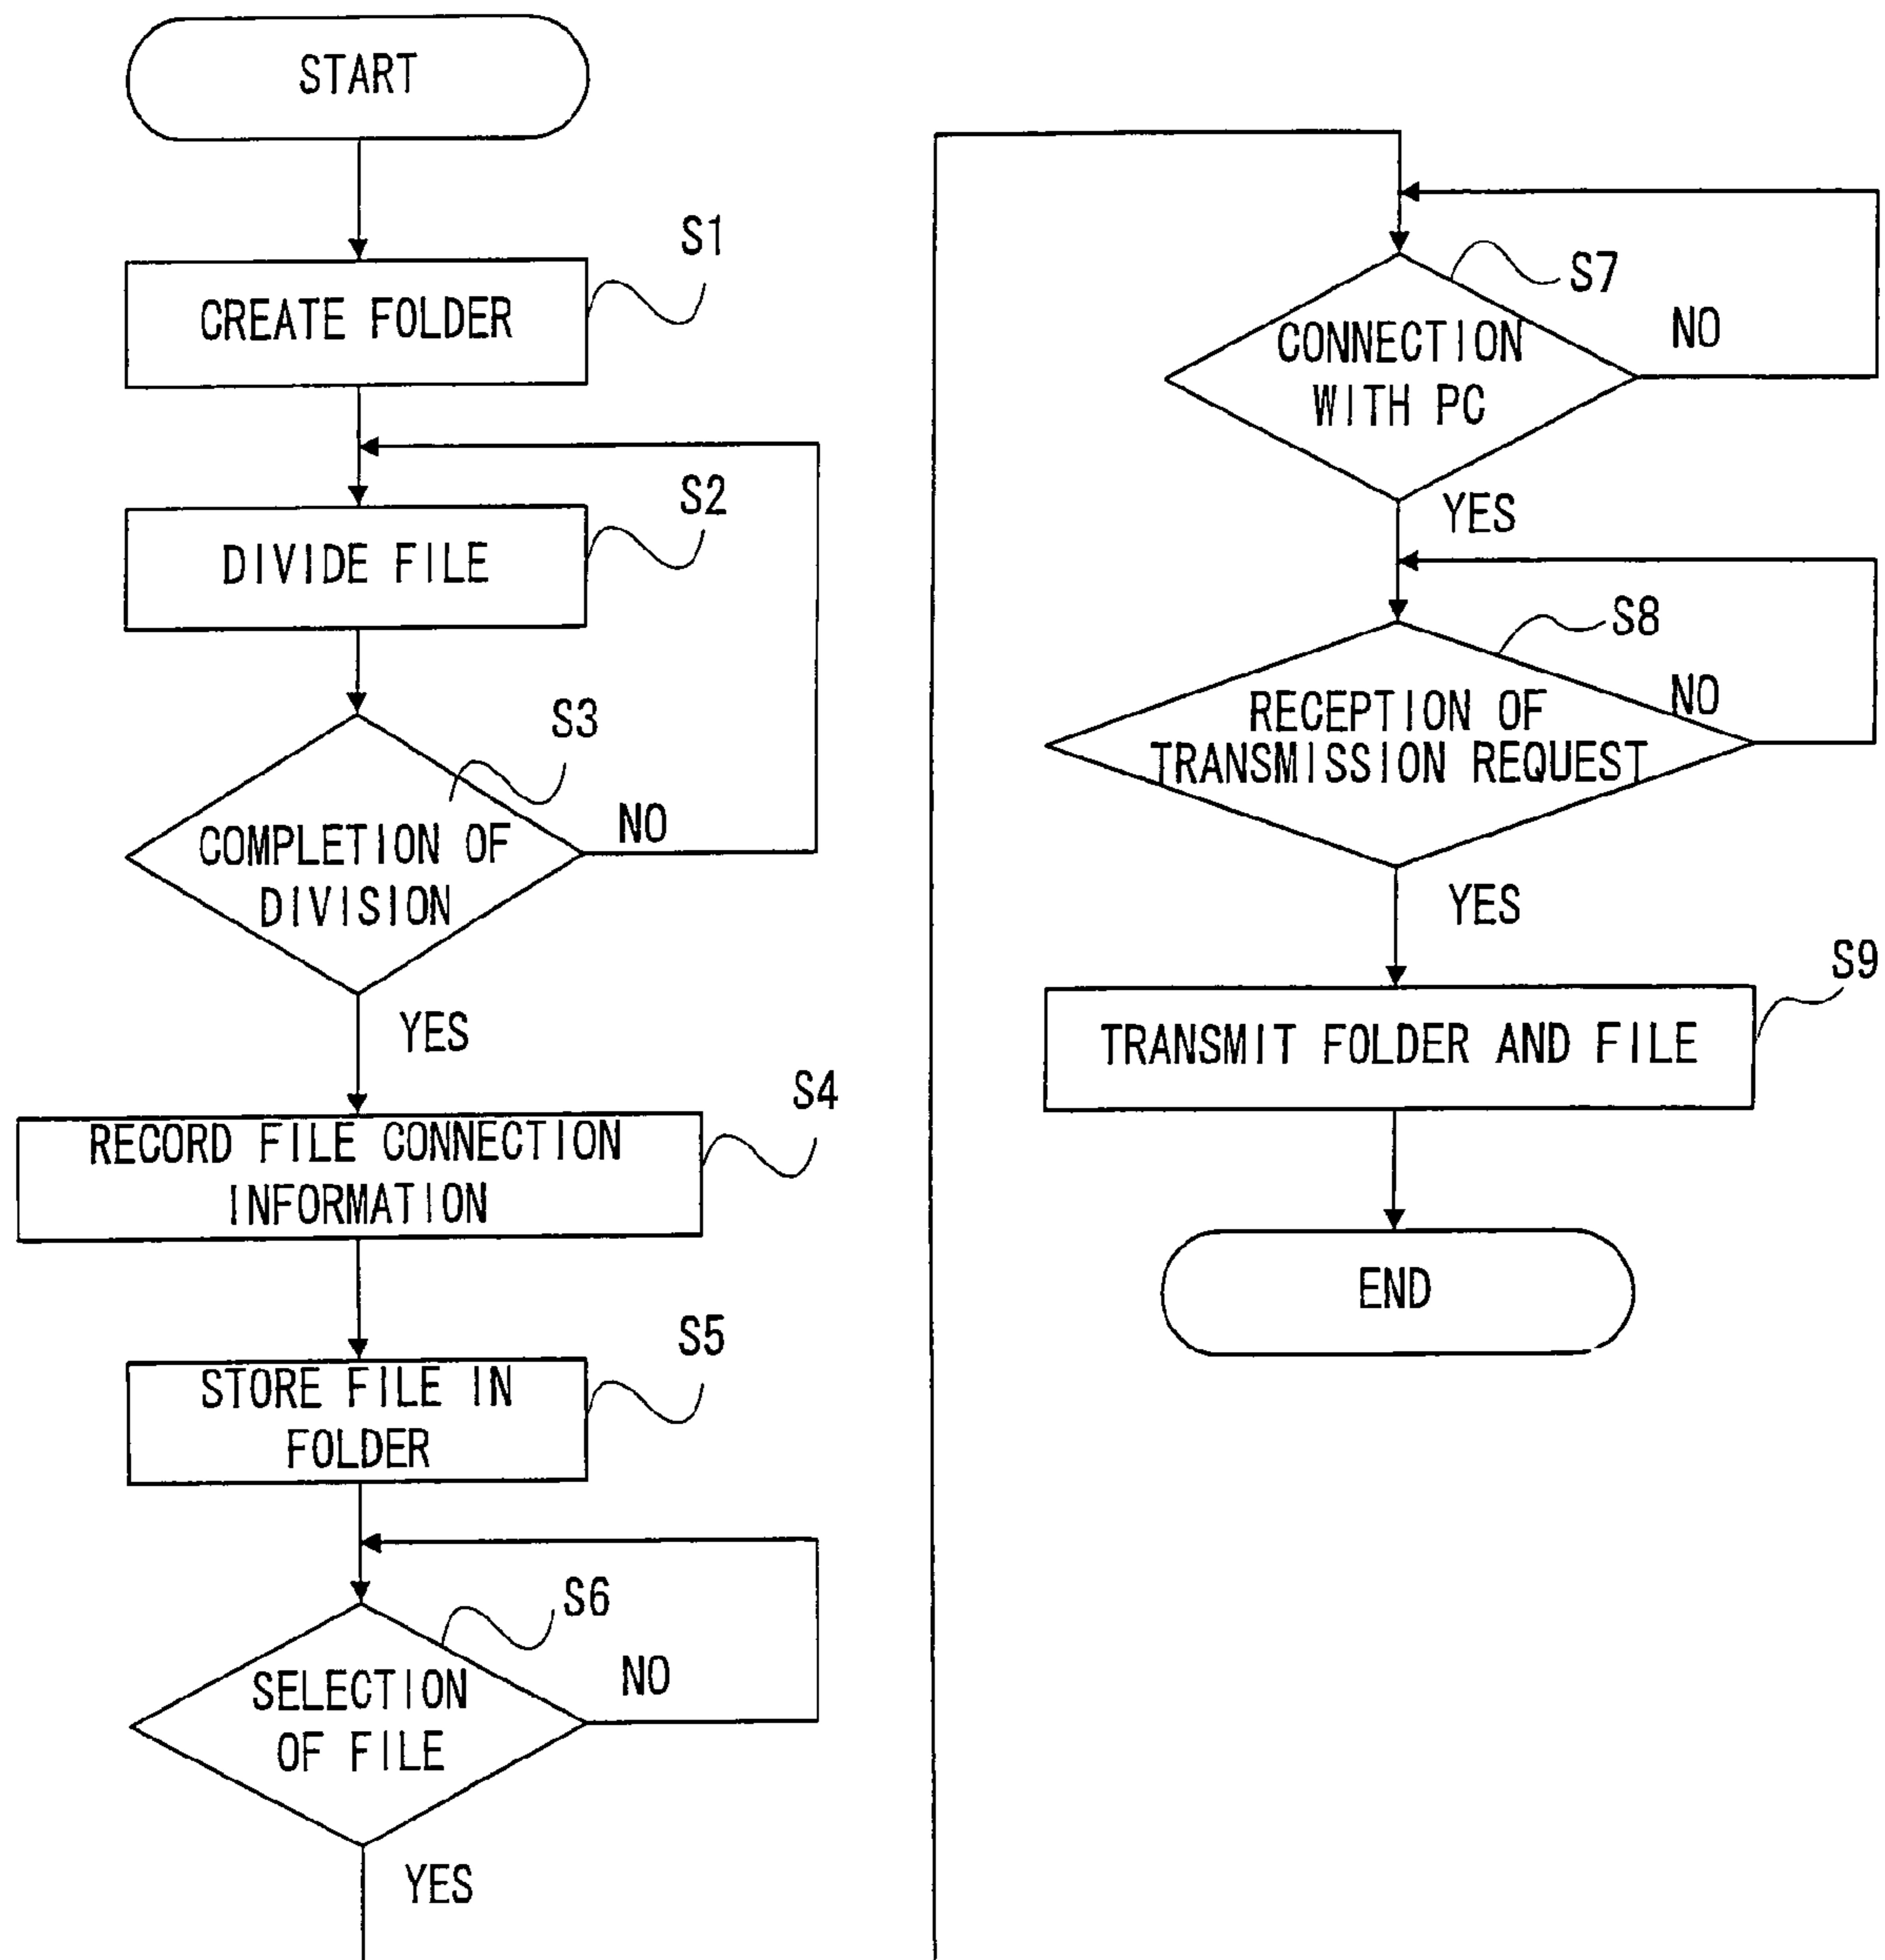 START
S1
CREATE FOLDER
S2
DIVIDE FILE
S3
COMPLETION OF
DIVISION
NO
YES
S4
RECORD FILE CONNECTION
INFORMATION
S5
STORE FILE IN
FOLDER
S6
SELECTION
OF FILE
NO
YES
S7
CONNECTION
WITH PC
NO
YES
S8
RECEPTION OF
TRANSMISSION REQUEST
NO
YES
S9
TRANSMIT FOLDER AND FILE
END